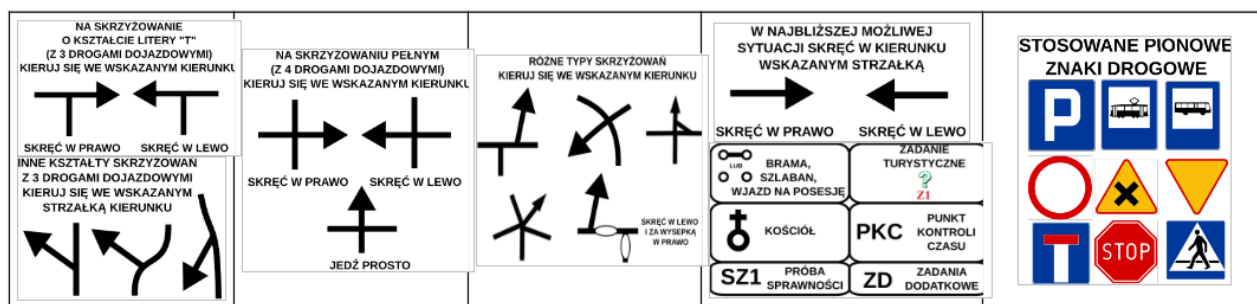 NA SKRZYŻOWANIE
O KSZTAŁCIE LITERY "T"
(Z 3 DROGAMI DOJAZDOWYMI)
KIERUJ SIĘ WE WSKAZANYM KIERUNKU
SKRĘĆ W PRAWO
SKRĘĆ W LEWO
INNE KSZTAŁTY SKRZYŻOWAŃ
Z 3 DROGAMI DOJAZDOWYMI
KIERUJ SIĘ WE WSKAZANYM
STRZAŁKĄ KIERUNKU
NA SKRZYZOWANIU PEŁNYM
(Z 4 DROGAMI DOJAZDOWYMI)
KIERUJ SIĘ WE WSKAZANYM KIERUNKU
SKRĘĆ W PRAWO
SKRĘĆ W LEWO
JEDŹ PROSTO
RÓŻNE TYPY SKRZYŻOWAŃ
KIERUJ SIĘ WE WSKAZANYM KIERUNKU
SKRĘĆ W LEWO
I ZA WYSEPKĄ
W PRAWO
W NAJBLIŻSZEJ MOŻLIWEJ
SYTUACJI SKRĘĆ W KIERUNKU
WSKAZANYM STRZAŁKĄ
SKRĘĆ W PRAWO
SKRĘĆ W LEWO
LUB
BRAMA,
SZLABAN,
WJAZD NA POSESJĘ
ZADANIE
TURYSTYCZNE
?
Z1
KOŚCIÓŁ
PKC
PUNKT
KONTROLI
CZASU
SZ1
PRÓBA
SPRAWNOŚCI
ZD
ZADANIA
DODATKOWE
STOSOWANE PIONOWE
ZNAKI DROGOWE
P
STOP